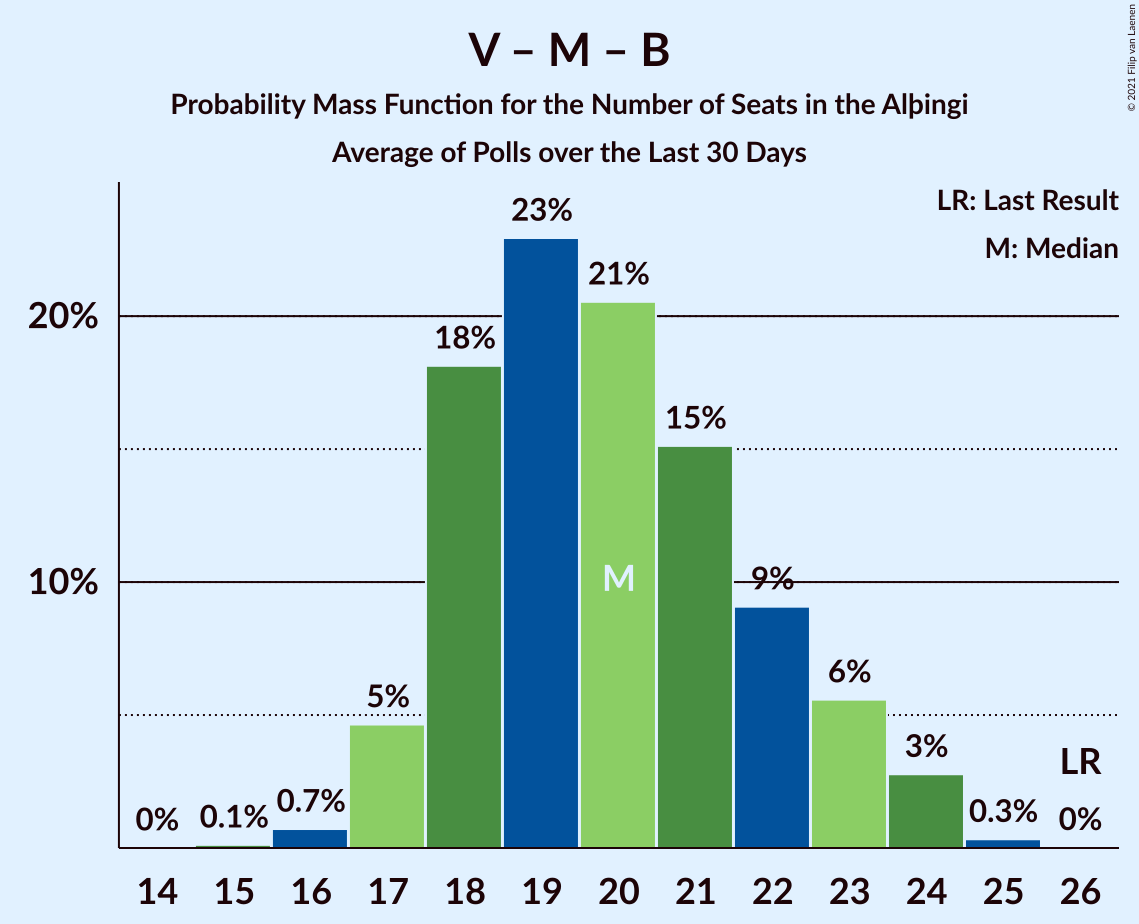 V – M – B
Probability Mass Function for the Number of Seats in the Alþingi
Average of Polls over the Last 30 Days
© 2021 Filip van Laenen
LR: Last Result
M: Median
20%
10%
0%
0.1%
0.7%
5%
18%
23%
21%
15%
9%
6%
3%
0.3%
0%
LR
M
14 15 16 17 18 19 20 21 22 23 24 25 26